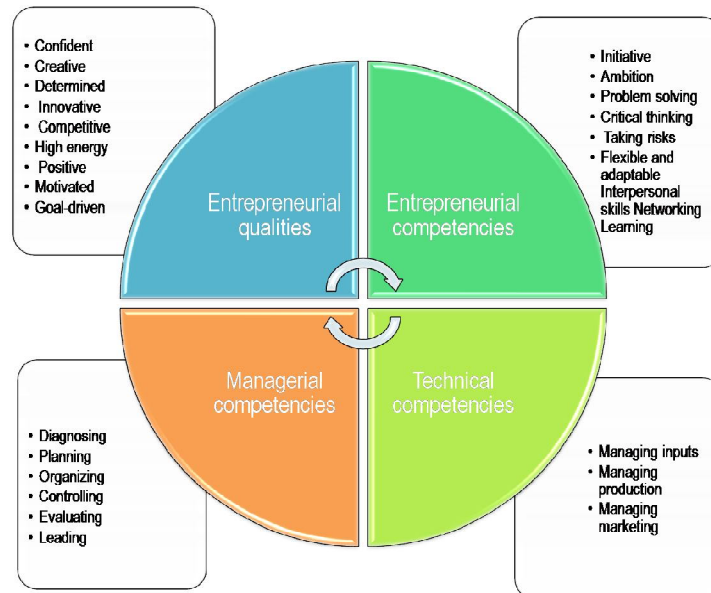 • Confident
• Creative
• Determined
• Innovative
• Competitive
• High energy
• Positive
• Motivated
• Goal-driven
• Initiative
• Ambition
• Problem solving
• Critical thinking
• Taking risks
• Flexible and
adaptable
Interpersonal
skills Networking
Learning
Entrepreneurial
qualities
Entrepreneurial
competencies
Managerial
competencies
Technical
competencies
• Diagnosing
• Planning
• Organizing
• Controlling
• Evaluating
• Leading
• Managing inputs
• Managing
production
• Managing
marketing